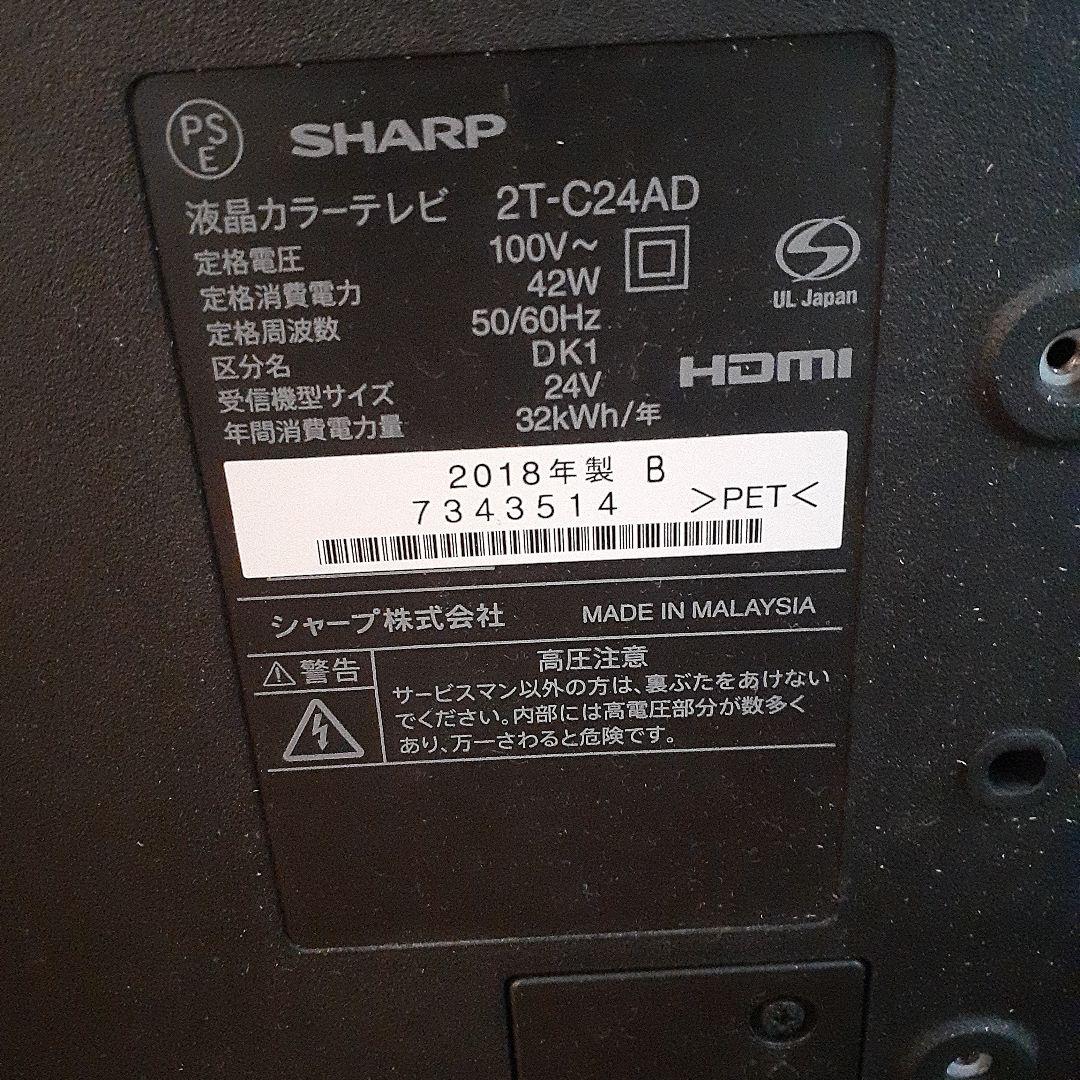 PS
E
SHARP
液晶カラーテレビ 2T-C24AD
定格電圧 100V～
定格消費電力 42W
定格周波数 50/60Hz
区分名 DK1
受信機型サイズ 24V
年間消費電力量 32kWh/年
UL Japan
HDMI
2018年製 B
7343514 >PET<
シャープ株式会社 MADE IN MALAYSIA
⚠警告
高圧注意
サービスマン以外の方は、裏ぶたをあけない
でください。内部には高電圧部分が数多く
あり、万一さわると危険です。